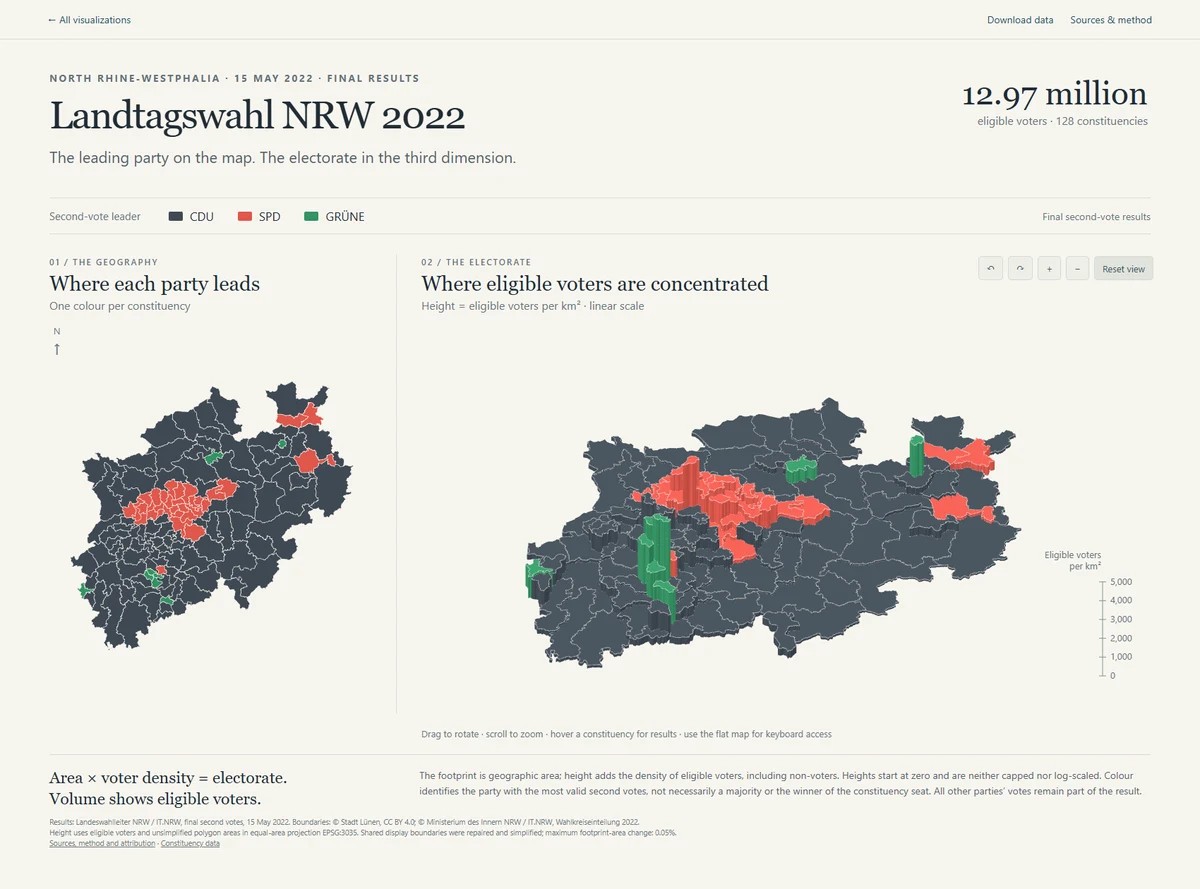 ← All visualizations
Download data
Sources & method
NORTH RHINE-WESTPHALIA · 15 MAY 2022 · FINAL RESULTS
Landtagswahl NRW 2022
The leading party on the map. The electorate in the third dimension.
12.97 million
eligible voters · 128 constituencies
Second-vote leader
CDU
SPD
GRÜNE
Final second-vote results
01 / THE GEOGRAPHY
Where each party leads
One colour per constituency
N
↑
02 / THE ELECTORATE
Where eligible voters are concentrated
Height = eligible voters per km² · linear scale
↶
↷
+
−
Reset view
Eligible voters
per km²
5,000
4,000
3,000
2,000
1,000
0
Drag to rotate · scroll to zoom · hover a constituency for results · use the flat map for keyboard access
Area × voter density = electorate.
Volume shows eligible voters.
The footprint is geographic area; height adds the density of eligible voters, including non-voters. Heights start at zero and are neither capped nor log-scaled. Colour
identifies the party with the most valid second votes, not necessarily a majority or the winner of the constituency seat. All other parties' votes remain part of the result.
Results: Landeswahlleiter NRW / IT.NRW, final second votes, 15 May 2022. Boundaries: © Stadt Lünen, CC BY 4.0; © Ministerium des Innern NRW / IT.NRW, Wahlkreiseinteilung 2022.
Height uses eligible voters and unsimplified polygon areas in equal-area projection EPSG:3035. Shared display boundaries were repaired and simplified; maximum footprint-area change: 0.05%.
Sources, method and attribution · Constituency data